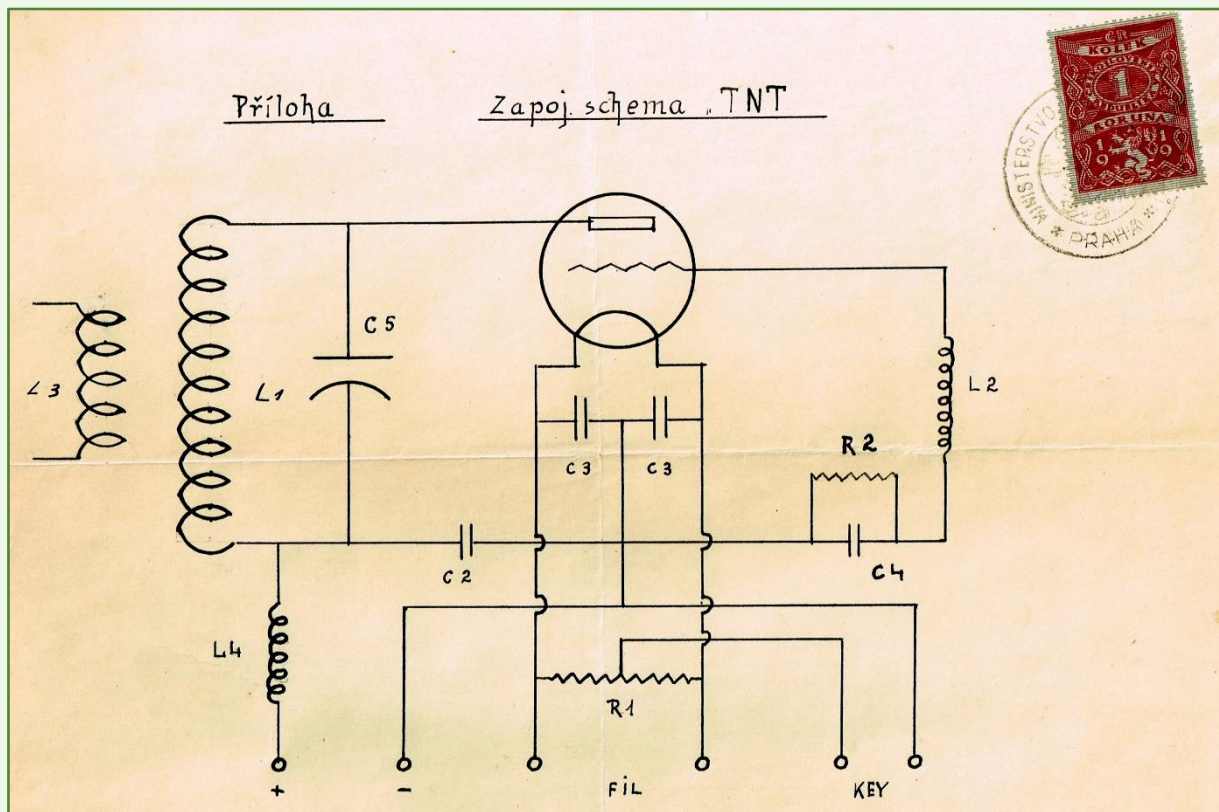 Příloha
Zapoj. schema „TNT
ČR
KOLEK
1
KORUNA
1919
MINISTERSTVO
* PRAHA *
C5
L3
L1
L2
R2
C3
C3
C2
C4
L4
R1
+
-
FIL
KEY